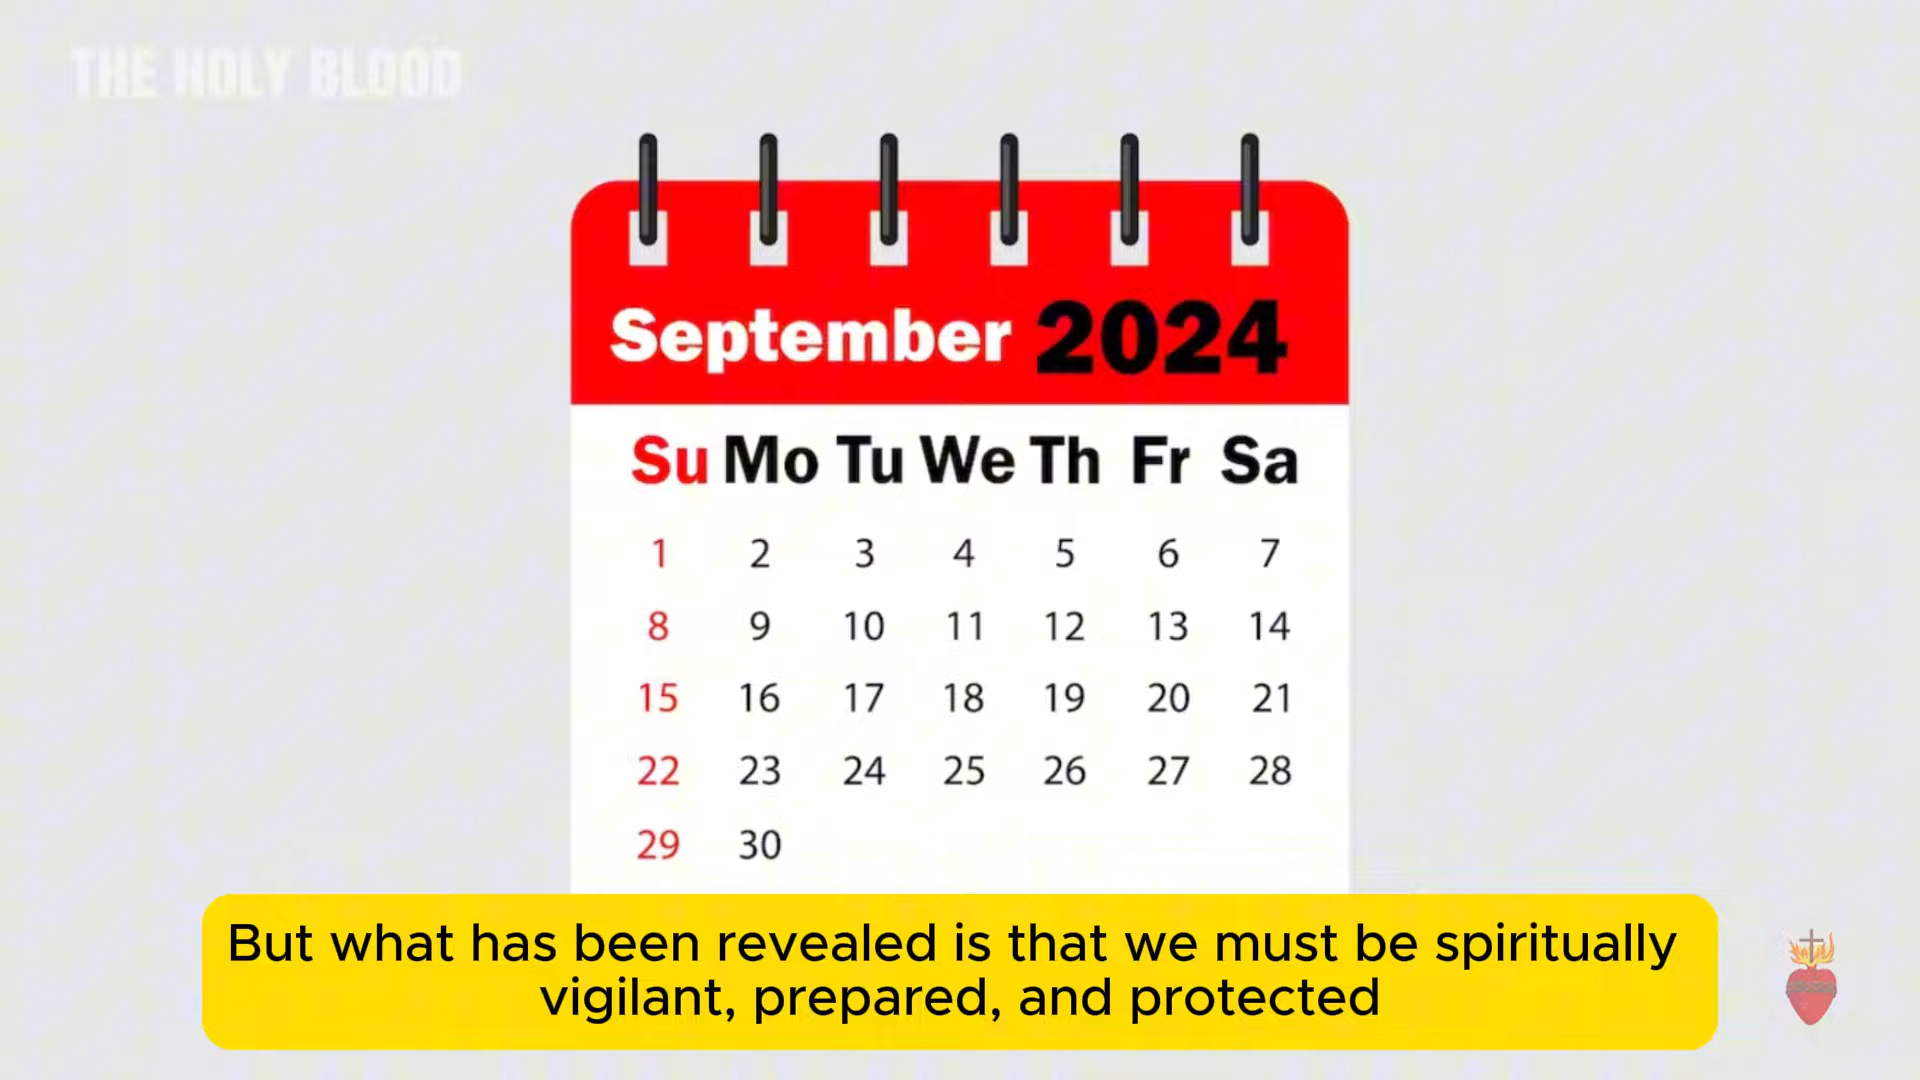 THE HOLY BLOOD
September 2024
Su Mo Tu We Th Fr Sa
1 2 3 4 5 6 7
8 9 10 11 12 13 14
15 16 17 18 19 20 21
22 23 24 25 26 27 28
29 30
But what has been revealed is that we must be spiritually
vigilant, prepared, and protected